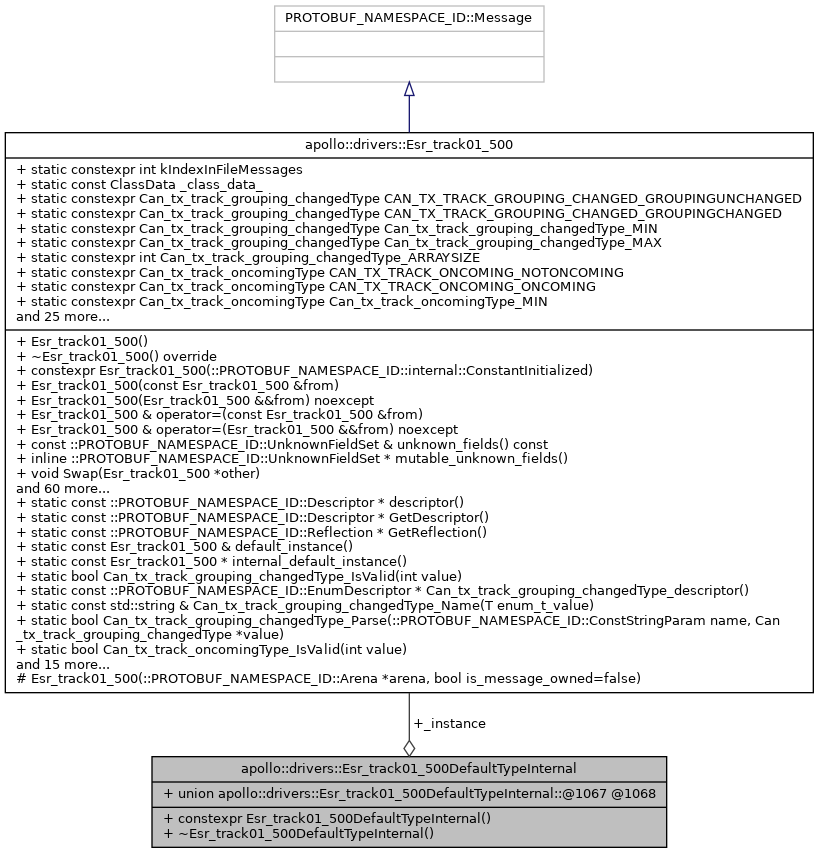 PROTOBUF_NAMESPACE_ID::Message
apollo::drivers::Esr_track01_500
+ static constexpr int kIndexInFileMessages
+ static const ClassData _class_data_
+ static constexpr Can_tx_track_grouping_changedType CAN_TX_TRACK_GROUPING_CHANGED_GROUPINGUNCHANGED
+ static constexpr Can_tx_track_grouping_changedType CAN_TX_TRACK_GROUPING_CHANGED_GROUPINGCHANGED
+ static constexpr Can_tx_track_grouping_changedType Can_tx_track_grouping_changedType_MIN
+ static constexpr Can_tx_track_grouping_changedType Can_tx_track_grouping_changedType_MAX
+ static constexpr int Can_tx_track_grouping_changedType_ARRAYSIZE
+ static constexpr Can_tx_track_oncomingType CAN_TX_TRACK_ONCOMING_NOTONCOMING
+ static constexpr Can_tx_track_oncomingType CAN_TX_TRACK_ONCOMING_ONCOMING
+ static constexpr Can_tx_track_oncomingType Can_tx_track_oncomingType_MIN
and 25 more...
+ Esr_track01_500()
+ ~Esr_track01_500() override
+ constexpr Esr_track01_500(::PROTOBUF_NAMESPACE_ID::internal::ConstantInitialized)
+ Esr_track01_500(const Esr_track01_500 &from)
+ Esr_track01_500(Esr_track01_500 &&from) noexcept
+ Esr_track01_500 & operator=(const Esr_track01_500 &from)
+ Esr_track01_500 & operator=(Esr_track01_500 &&from) noexcept
+ const ::PROTOBUF_NAMESPACE_ID::UnknownFieldSet & unknown_fields() const
+ inline ::PROTOBUF_NAMESPACE_ID::UnknownFieldSet * mutable_unknown_fields()
+ void Swap(Esr_track01_500 *other)
and 60 more...
+ static const ::PROTOBUF_NAMESPACE_ID::Descriptor * descriptor()
+ static const ::PROTOBUF_NAMESPACE_ID::Descriptor * GetDescriptor()
+ static const ::PROTOBUF_NAMESPACE_ID::Reflection * GetReflection()
+ static const Esr_track01_500 & default_instance()
+ static const Esr_track01_500 * internal_default_instance()
+ static bool Can_tx_track_grouping_changedType_IsValid(int value)
+ static const ::PROTOBUF_NAMESPACE_ID::EnumDescriptor * Can_tx_track_grouping_changedType_descriptor()
+ static const std::string & Can_tx_track_grouping_changedType_Name(T enum_t_value)
+ static bool Can_tx_track_grouping_changedType_Parse(::PROTOBUF_NAMESPACE_ID::ConstStringParam name, Can
_tx_track_grouping_changedType *value)
+ static bool Can_tx_track_oncomingType_IsValid(int value)
and 15 more...
# Esr_track01_500(::PROTOBUF_NAMESPACE_ID::Arena *arena, bool is_message_owned=false)
+_instance
apollo::drivers::Esr_track01_500DefaultTypeInternal
+ union apollo::drivers::Esr_track01_500DefaultTypeInternal::@1067 @1068
+ constexpr Esr_track01_500DefaultTypeInternal()
+ ~Esr_track01_500DefaultTypeInternal()